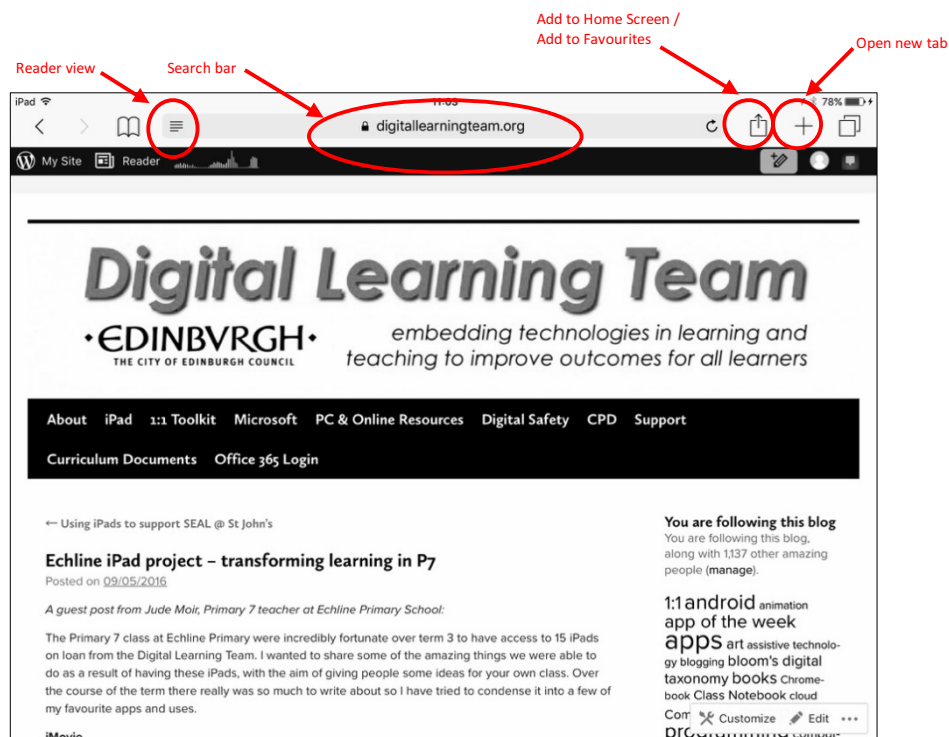 Add to Home Screen /
Add to Favourites
Open new tab
Reader view
Search bar
iPad
78%
digitallearningteam.org
My Site
Reader
Digital Learning Team
•EDINBVRGH•
THE CITY OF EDINBURGH COUNCIL
embedding technologies in learning and
teaching to improve outcomes for all learners
About iPad 1:1 Toolkit Microsoft PC & Online Resources Digital Safety CPD Support
Curriculum Documents Office 365 Login
← Using iPads to support SEAL @ St John's
Echline iPad project – transforming learning in P7
Posted on 09/05/2016
A guest post from Jude Moir, Primary 7 teacher at Echline Primary School:
The Primary 7 class at Echline Primary were incredibly fortunate over term 3 to have access to 15 iPads
on loan from the Digital Learning Team. I wanted to share some of the amazing things we were able to
do as a result of having these iPads, with the aim of giving people some ideas for your own class. Over
the course of the term there really was so much to write about so I have tried to condense it into a few of
my favourite apps and uses.
iMovie
You are following this blog
You are following this blog,
along with 1,137 other amazing
people (manage).
1:1 android animation
app of the week
apps art assistive technolo-
gy blogging bloom's digital
taxonomy books Chrome-
book Class Notebook cloud
Com
programming
Customize Edit